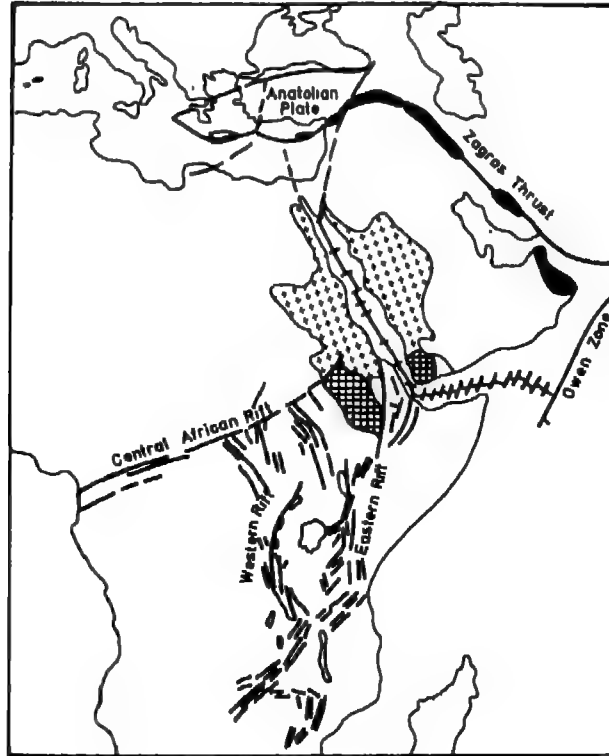 Anatolian
Plate
Zagros Thrust
Owen Zone
Central African Rift
Western Rift
Eastern Rift